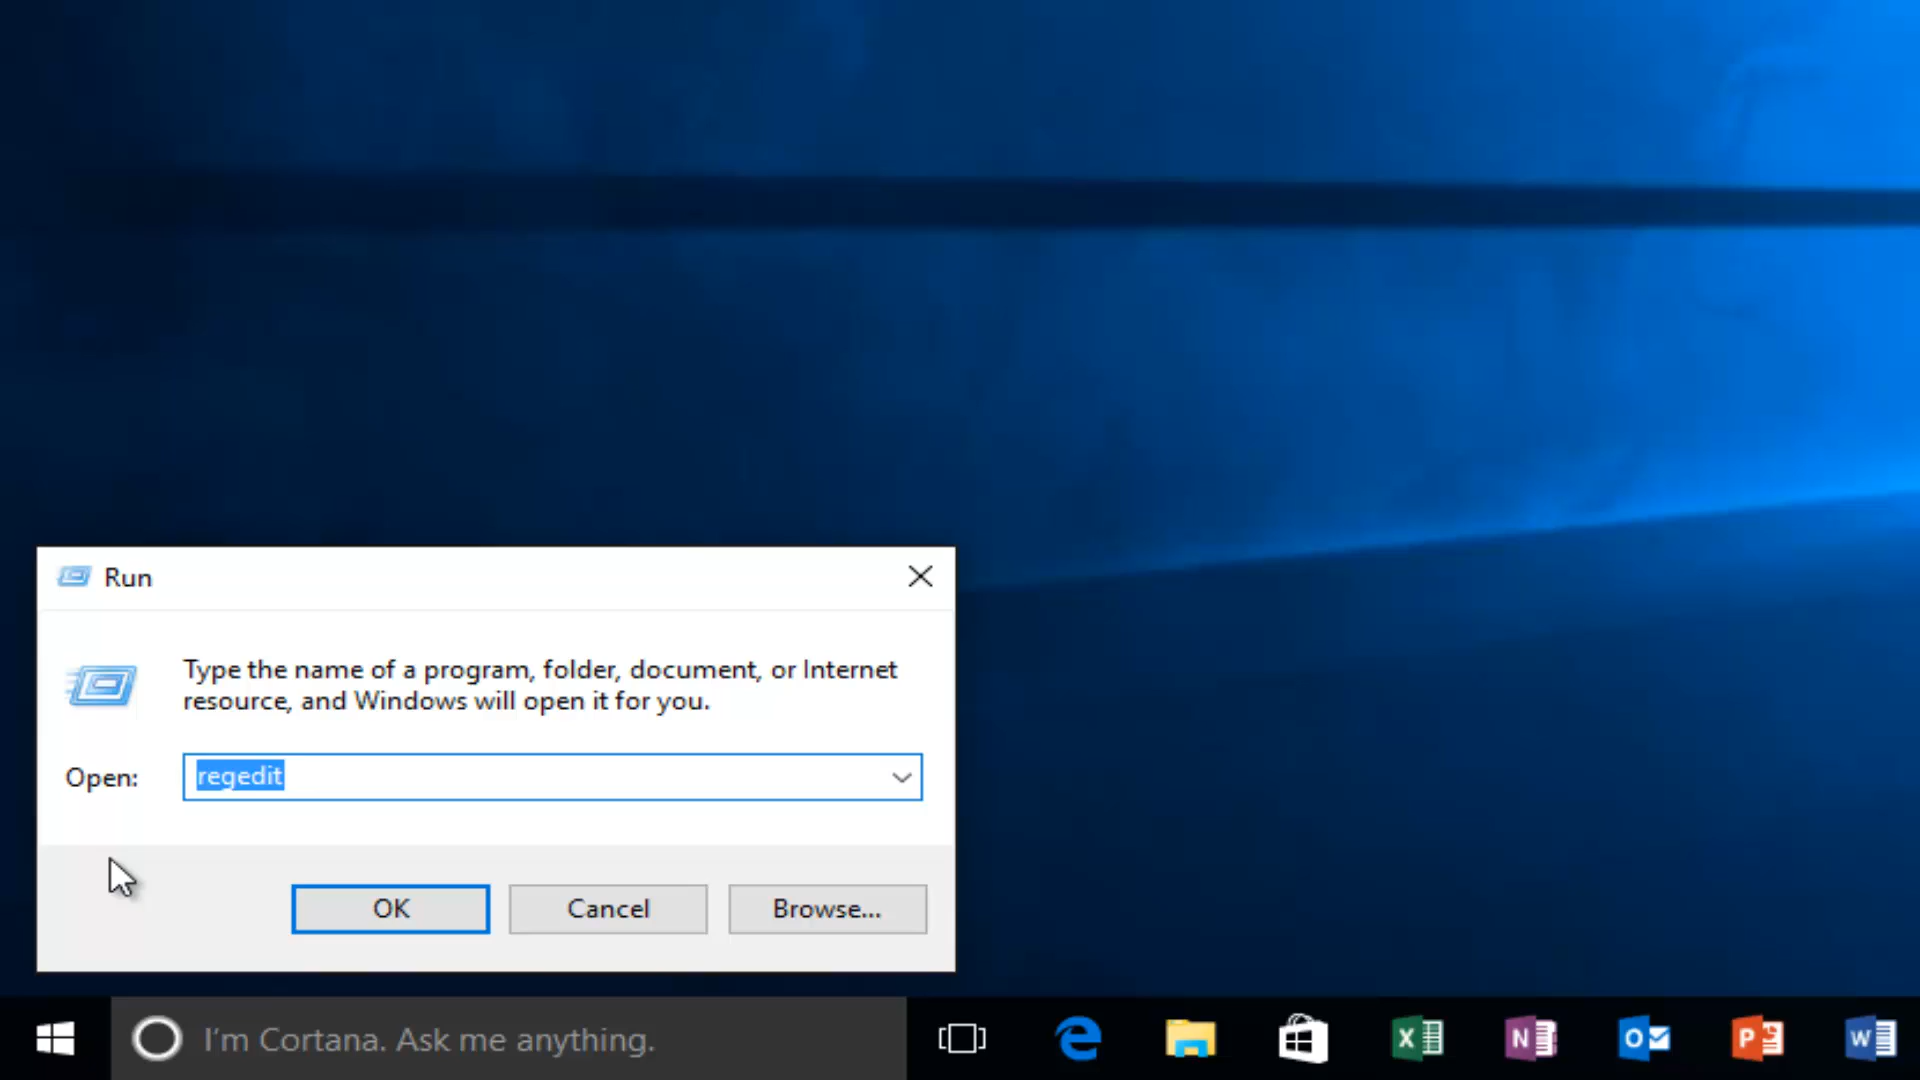 Run
Type the name of a program, folder, document, or Internet
resource, and Windows will open it for you.
Open:
regedit
OK
Cancel
Browse...
I'm Cortana. Ask me anything.
X
N
O
P
W